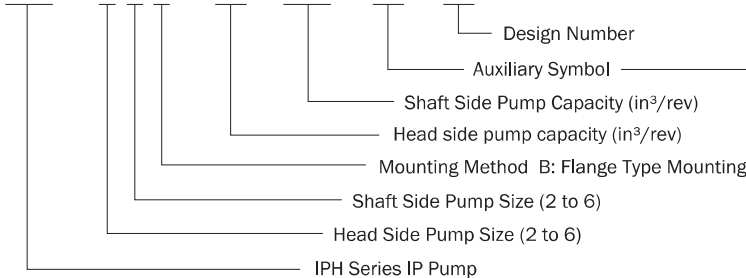 Design Number
Auxiliary Symbol
Shaft Side Pump Capacity (in³/rev)
Head side pump capacity (in³/rev)
Mounting Method B: Flange Type Mounting
Shaft Side Pump Size (2 to 6)
Head Side Pump Size (2 to 6)
IPH Series IP Pump